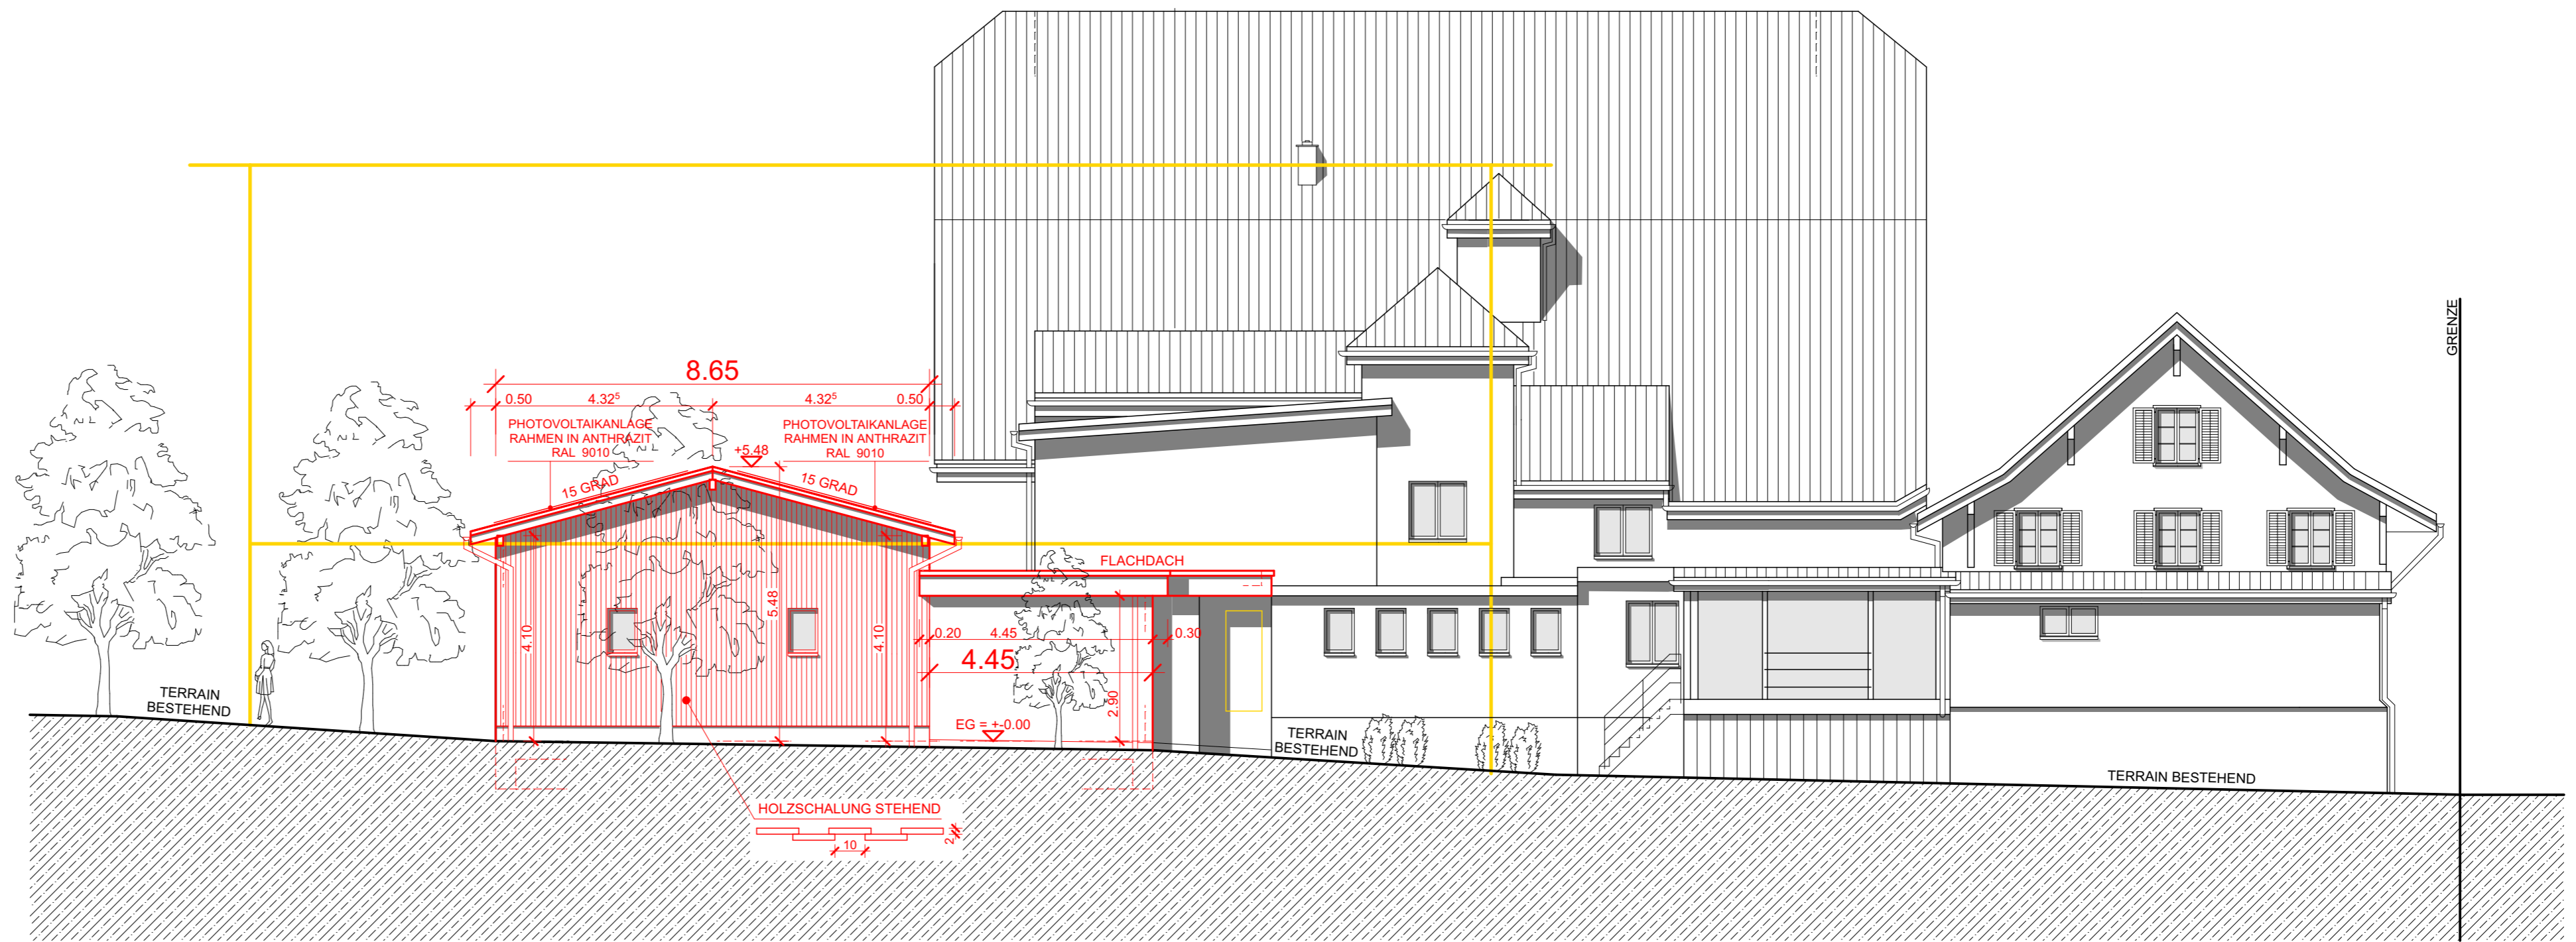 GRENZE
8.65
0.50
4.32⁵
4.32⁵
0.50
PHOTOVOLTAIKANLAGE
RAHMEN IN ANTHRAZIT
RAL 9010
PHOTOVOLTAIKANLAGE
RAHMEN IN ANTHRAZIT
RAL 9010
+5.48
15 GRAD
15 GRAD
FLACHDACH
4.10
5.48
4.10
0.20
4.45
0.30
4.45
2.90
EG = +-0.00
TERRAIN
BESTEHEND
TERRAIN
BESTEHEND
TERRAIN BESTEHEND
HOLZSCHALUNG STEHEND
10
2